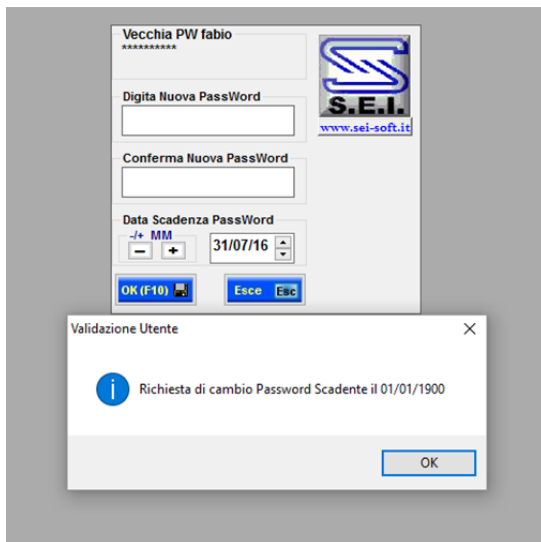 Vecchia PW fabio
**********
Digita Nuova PassWord
S.E.I.
www.sei-soft.it
Conferma Nuova PassWord
Data Scadenza PassWord
-/+ MM
- +
31/07/16
OK (F10)
Esce Esc
Validazione Utente
Richiesta di cambio Password Scadente il 01/01/1900
OK